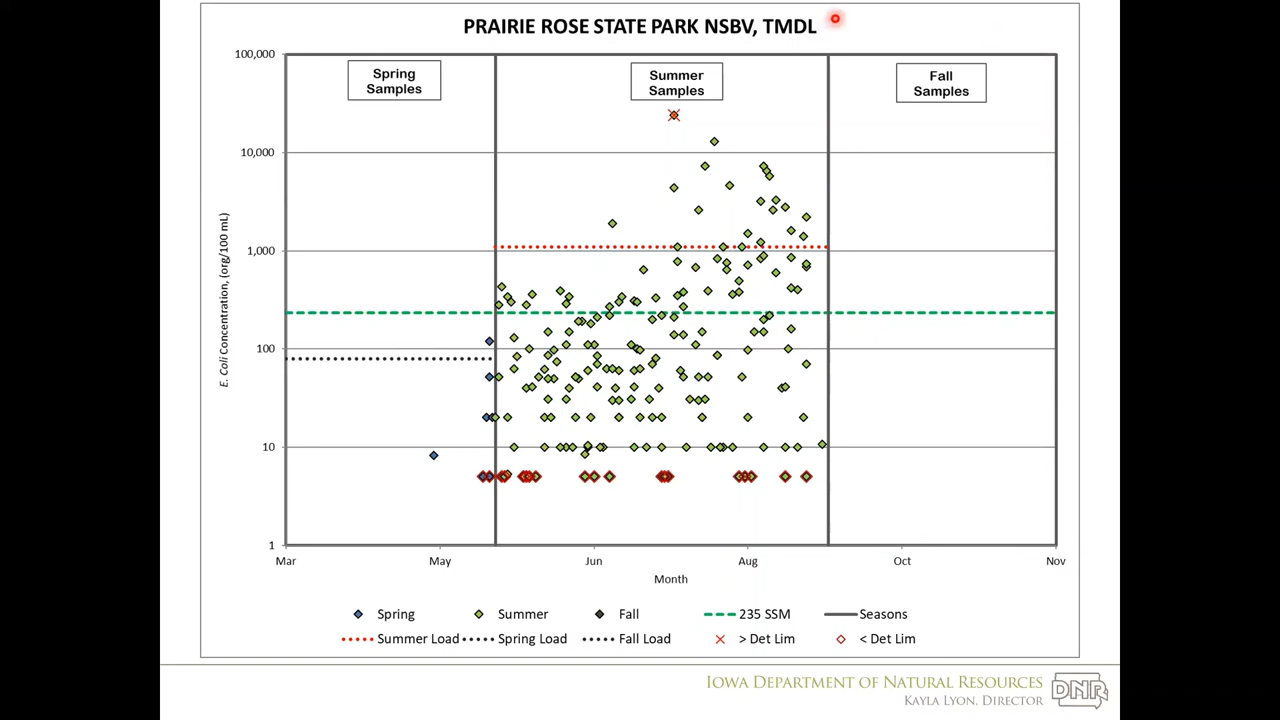 PRAIRIE ROSE STATE PARK NSBV, TMDL
100,000
10,000
1,000
100
10
1
E. Coli Concentration, (org/100 mL)
Spring
Samples
Summer
Samples
Fall
Samples
Mar May Jun Aug Oct Nov
Month
Spring Summer Fall 235 SSM Seasons
Summer Load Spring Load Fall Load > Det Lim < Det Lim
IOWA DEPARTMENT OF NATURAL RESOURCES
KAYLA LYON, DIRECTOR
DNR